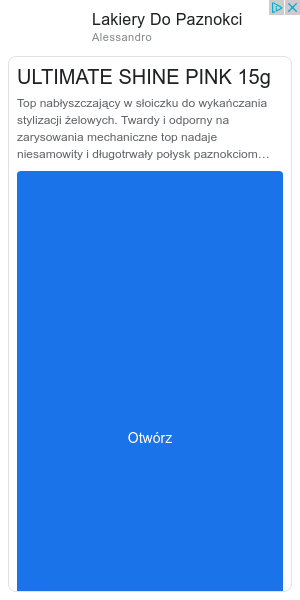 Lakiery Do Paznokci
Alessandro
ULTIMATE SHINE PINK 15g
Top nabłyszczający w słoiczku do wykańczania
stylizacji żelowych. Twardy i odporny na
zarysowania mechaniczne top nadaje
niesamowity i długotrwały połysk paznokciom…
Otwórz